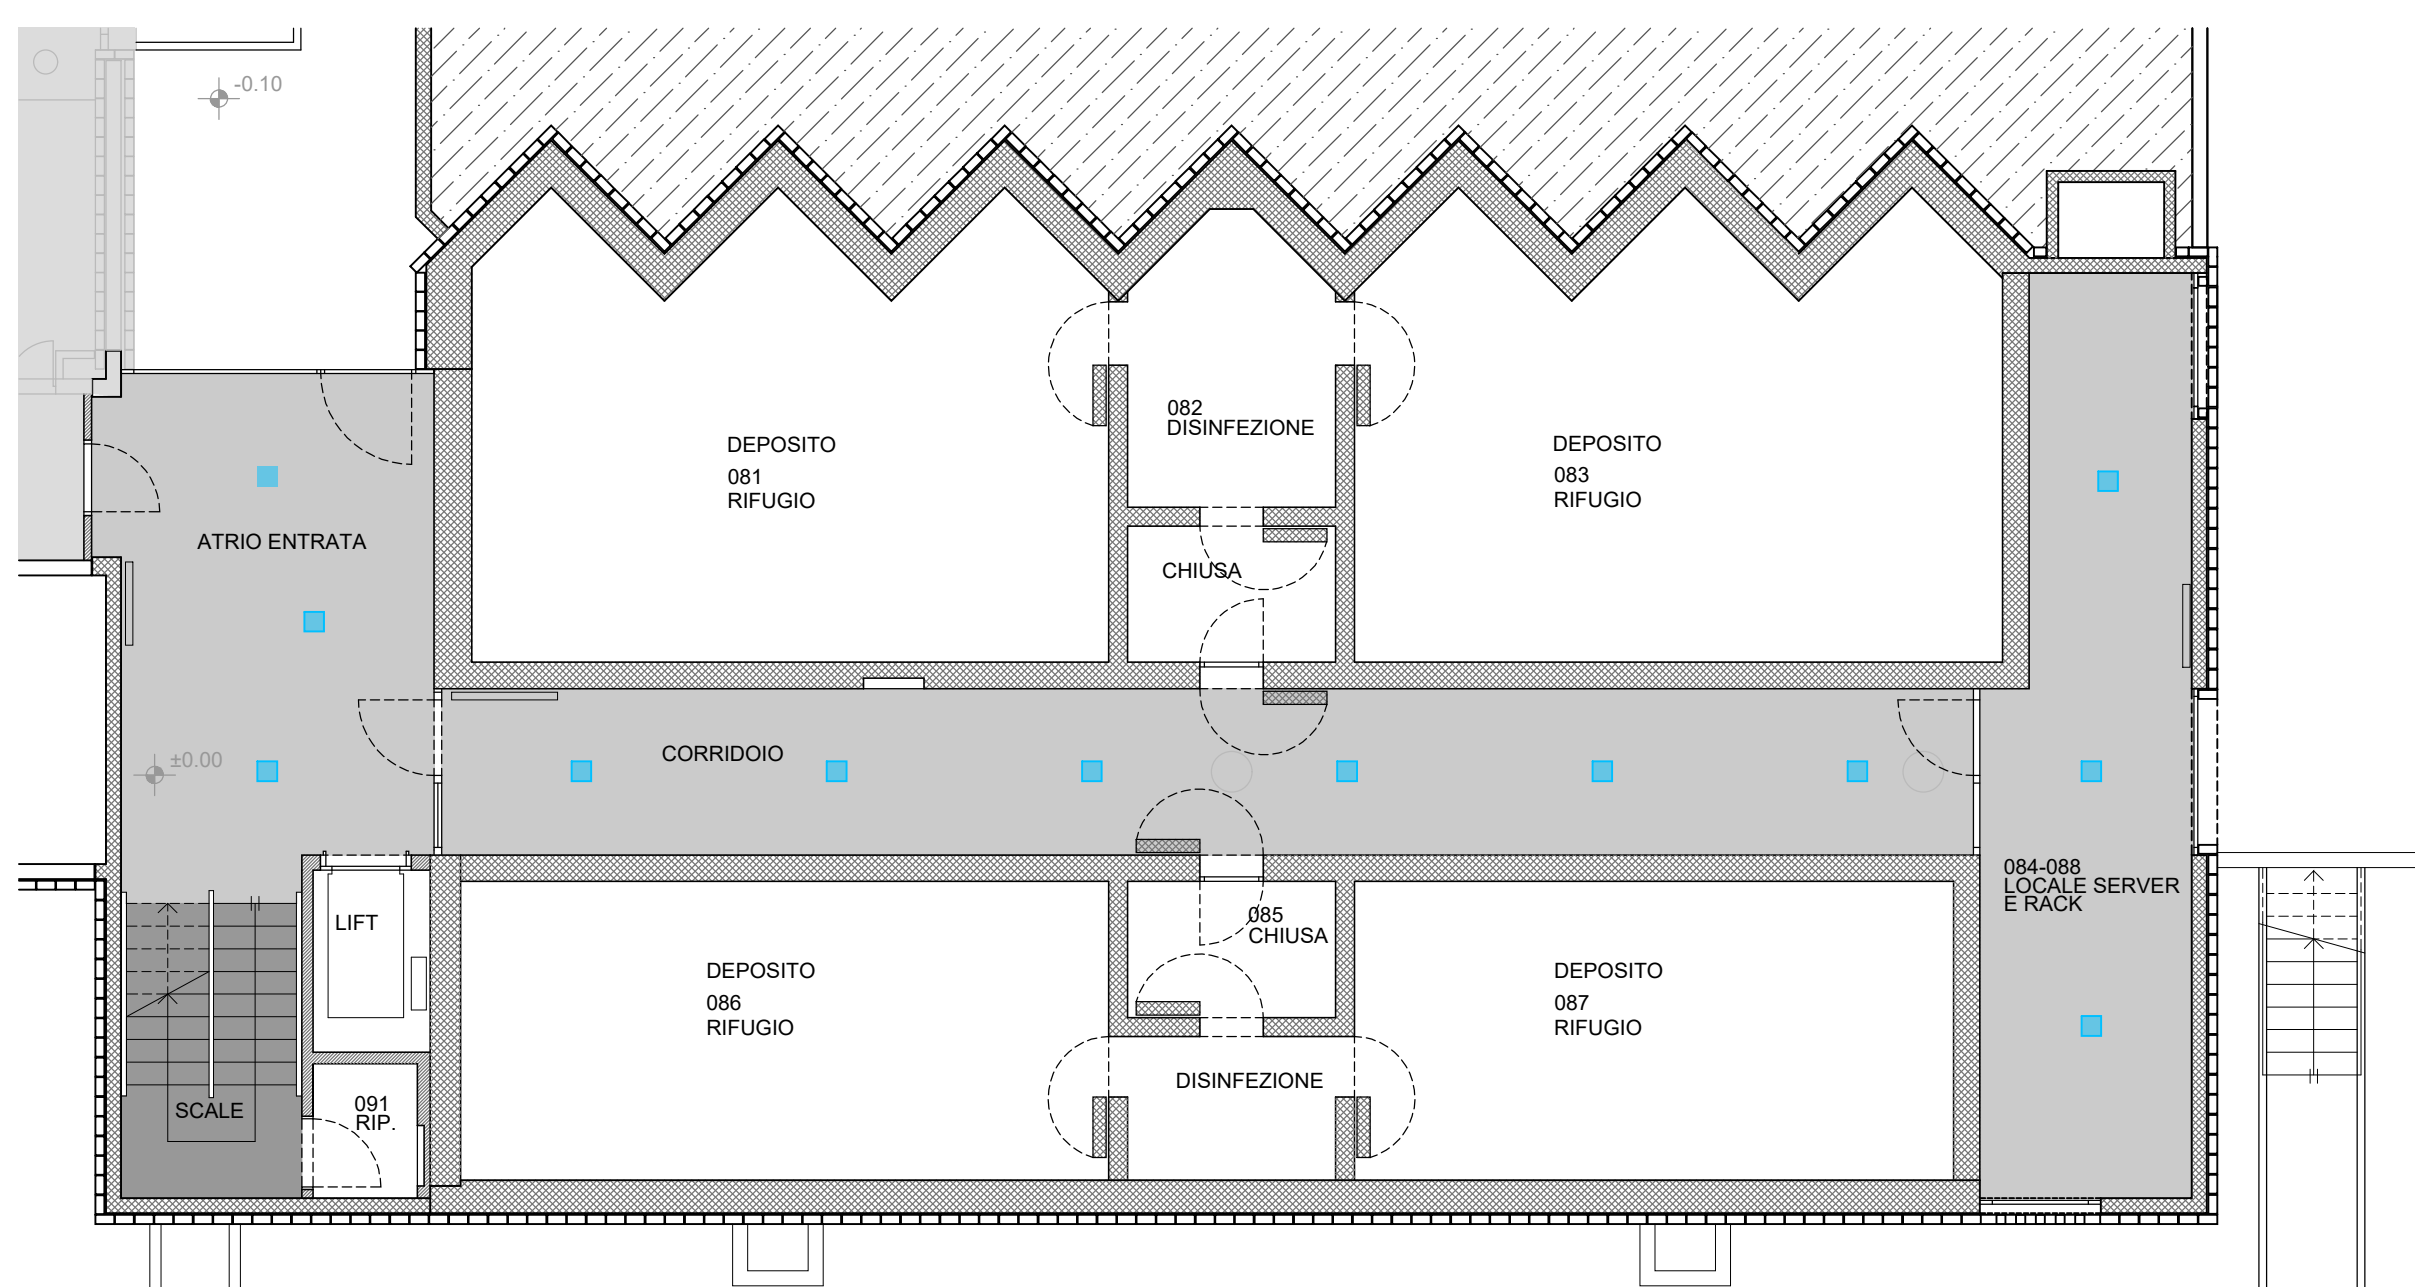 -0.10
082
DISINFEZIONE
DEPOSITO
081
RIFUGIO
DEPOSITO
083
RIFUGIO
ATRIO ENTRATA
CHIUSA
CORRIDOIO
±0.00
084-088
LOCALE SERVER
E RACK
LIFT
085
CHIUSA
DEPOSITO
086
RIFUGIO
DEPOSITO
087
RIFUGIO
DISINFEZIONE
SCALE
091
RIP.